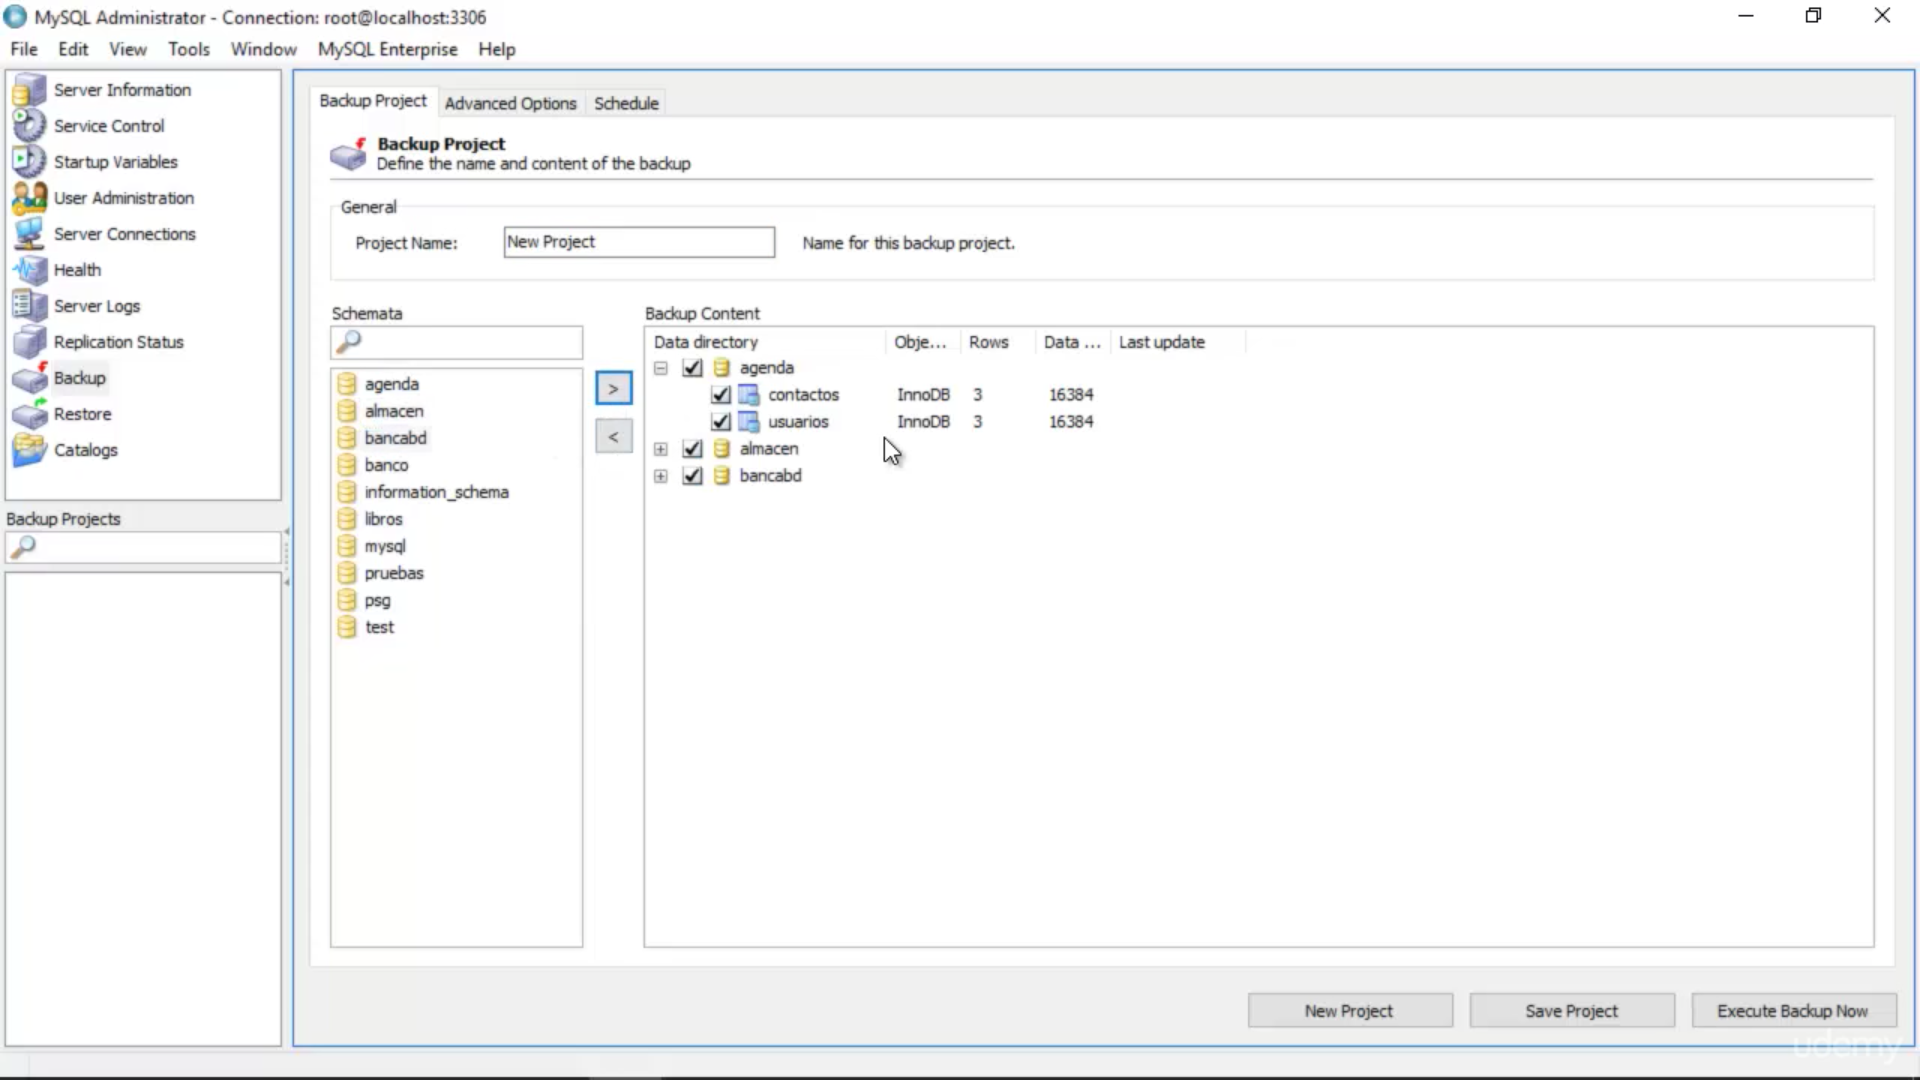 MySQL Administrator - Connection: root@localhost:3306
File Edit View Tools Window MySQL Enterprise Help
Server Information
Service Control
Startup Variables
User Administration
Server Connections
Health
Server Logs
Replication Status
Backup
Restore
Catalogs
Backup Projects
Backup Project Advanced Options Schedule
Backup Project
Define the name and content of the backup
General
Project Name: New Project Name for this backup project.
Schemata
agenda
almacen
bancabd
banco
information_schema
libros
mysql
pruebas
psg
test
>
<
Backup Content
Data directory Obje... Rows Data ... Last update
agenda
contactos InnoDB 3 16384
usuarios InnoDB 3 16384
almacen
bancabd
New Project Save Project Execute Backup Now
udemy